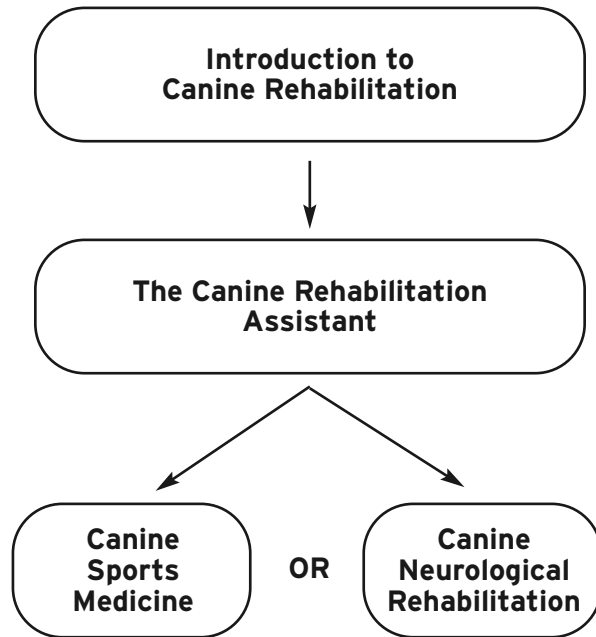 Introduction to
Canine Rehabilitation
The Canine Rehabilitation
Assistant
Canine
Sports
Medicine
OR
Canine
Neurological
Rehabilitation